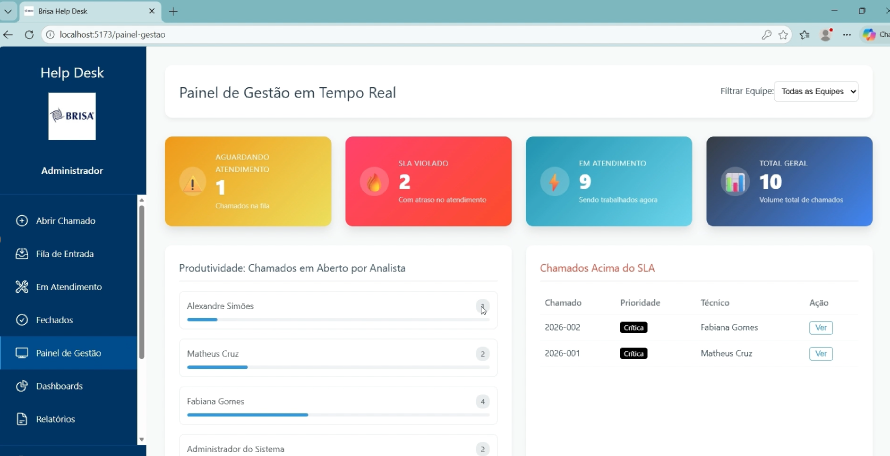 Brisa Help Desk
localhost:5173/painel-gestao
Help Desk
BRISA
Administrador
Abrir Chamado
Fila de Entrada
Em Atendimento
Fechados
Painel de Gestão
Dashboards
Relatórios
Painel de Gestão em Tempo Real
Filtrar Equipe:
Todas as Equipes
AGUARDANDO
ATENDIMENTO
1
Chamados na fila
SLA VIOLADO
2
Com atraso no atendimento
EM ATENDIMENTO
9
Sendo trabalhados agora
TOTAL GERAL
10
Volume total de chamados
Produtividade: Chamados em Aberto por Analista
Alexandre Simões
Matheus Cruz 2
Fabiana Gomes 4
Administrador do Sistema 2
Chamados Acima do SLA
Chamado Prioridade Técnico Ação
2026-002 Crítica Fabiana Gomes Ver
2026-001 Crítica Matheus Cruz Ver